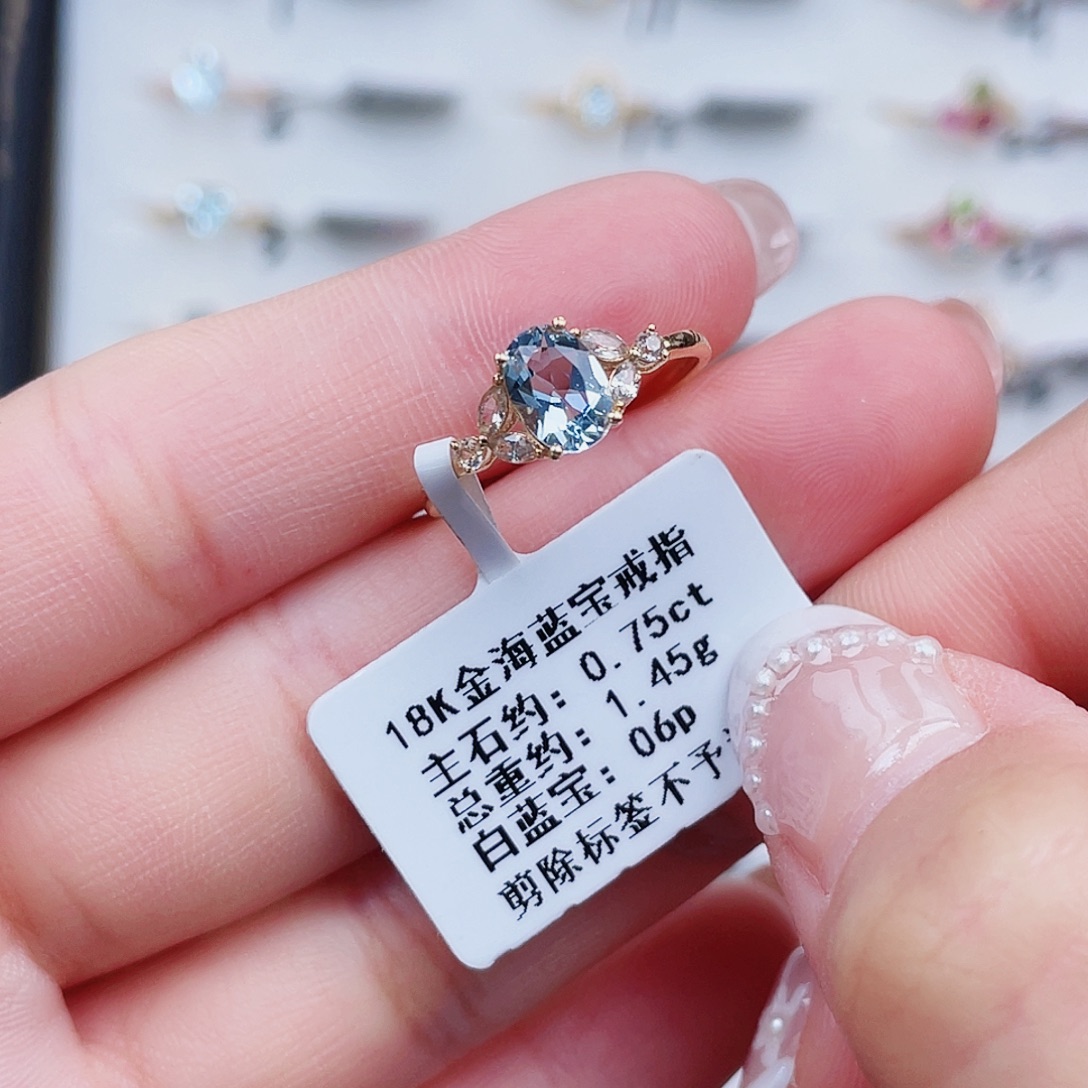 18K金海蓝宝戒指
主石约: 0.75ct
总重约: 1.45g
白蓝宝: 06p
剪除标签不予